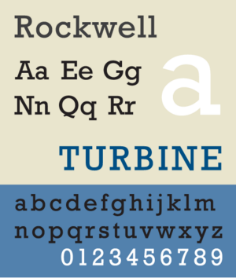 Rockwell
Aa Ee Gg
a
Nn Qq Rr
TURBINE
abcdefghijklm
nopqrstuvwxyz
0123456789